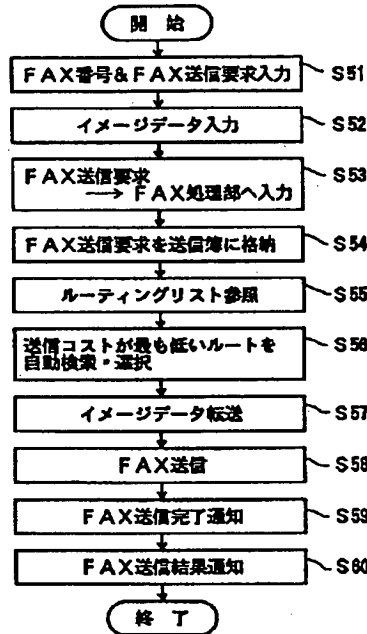 開 始
FAX番号&FAX送信要求入力 S51
イメージデータ入力 S52
FAX送信要求 S53
→ FAX処理部へ入力
FAX送信要求を送信簿に格納 S54
ルーティングリスト参照 S55
送信コストが最も低いルートを S56
自動検索・選択
イメージデータ転送 S57
FAX送信 S58
FAX送信完了通知 S59
FAX送信結果通知 S60
終 了